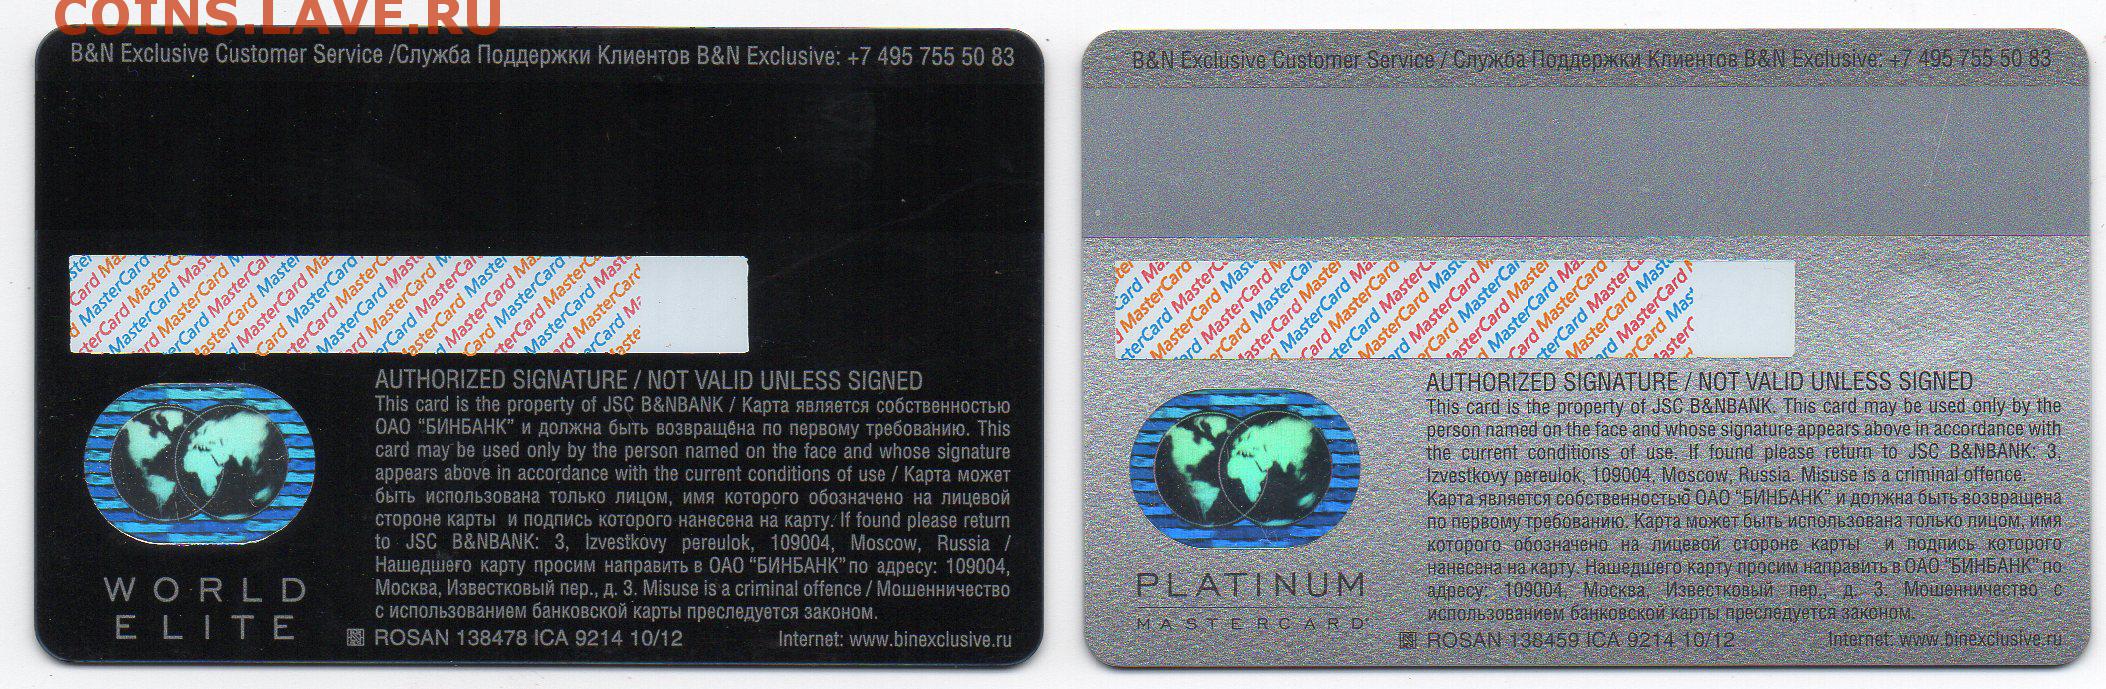 COINS.LAVE.RU
B&N Exclusive Customer Service /Служба Поддержки Клиентов B&N Exclusive: +7 495 755 50 83
AUTHORIZED SIGNATURE / NOT VALID UNLESS SIGNED
This card is the property of JSC B&NBANK / Карта является собственностью
ОАО “БИНБАНК” и должна быть возвращёна по первому требованию. This
card may be used only by the person named on the face and whose signature
appears above in accordance with the current conditions of use / Карта может
быть использована только лицом, имя которого обозначено на лицевой
стороне карты и подпись которого нанесена на карту. If found please return
to JSC B&NBANK: 3, Izvestkovy pereulok, 109004, Moscow, Russia /
Нашедшего карту просим направить в ОАО “БИНБАНК” по адресу: 109004,
Москва, Известковый пер., д. 3. Misuse is a criminal offence / Мошенничество
с использованием банковской карты преследуется законом.
WORLD
ELITE
ROSAN 138478 ICA 9214 10/12
Internet: www.binexclusive.ru
B&N Exclusive Customer Service / Служба Поддержки Клиентов B&N Exclusive: +7 495 755 50 83
AUTHORIZED SIGNATURE / NOT VALID UNLESS SIGNED
This card is the property of JSC B&NBANK. This card may be used only by the
person named on the face and whose signature appears above in accordance with
the current conditions of use. If found please return to JSC B&NBANK: 3,
Izvestkovy pereulok, 109004, Moscow, Russia. Misuse is a criminal offence.
Карта является собственностью ОАО “БИНБАНК” и должна быть возвращена
по первому требованию. Карта может быть использована только лицом, имя
которого обозначено на лицевой стороне карты и подпись которого
нанесена на карту. Нашедшего карту просим направить в ОАО “БИНБАНК” по
адресу: 109004, Москва, Известковый пер., д. 3. Мошенничество с
использованием банковской карты преследуется законом.
PLATINUM
MASTERCARD
ROSAN 138459 ICA 9214 10/12
Internet: www.binexclusive.ru